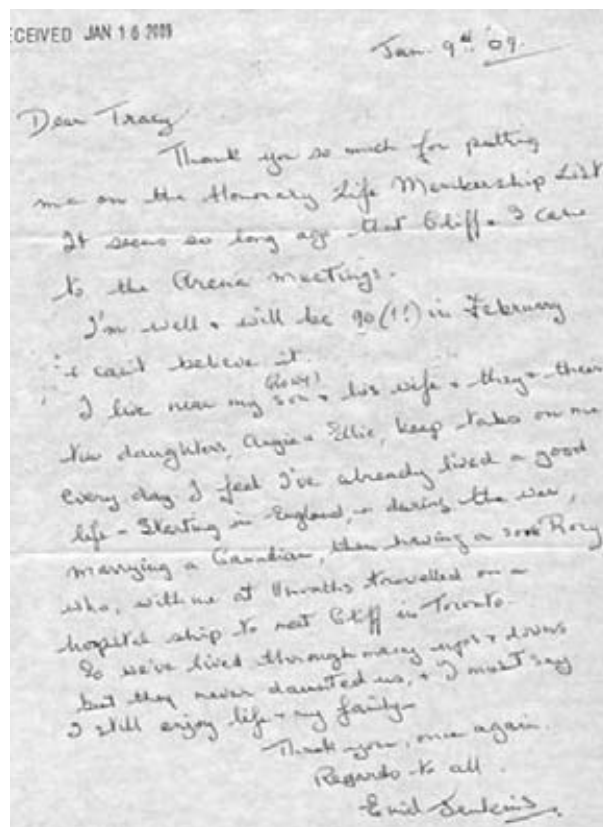 ECEIVED JAN 16 2009
Jan. 9th 09.
Dear Tracy
Thank you so much for putting
me on the Honorary Life Membership List
It seems so long ago that Cliff & I came
to the Arena meetings.
I'm well & will be 90(!!) in February
I can't believe it.
(Rory)
I live near my son & his wife & they & their
two daughters, Angie & Ellie, keep tabs on me
every day I feel I've already lived a good
life - Starting in England, & during the war,
marrying a Canadian, then having a son Rory
who, with me at 11 months travelled on a
hospital ship to meet Cliff in Toronto.
So we've lived through many ups & downs
but they never daunted us, & I must say
I still enjoy life & my family
Thank you, once again.
Regards to all.
Enid Jenkins.